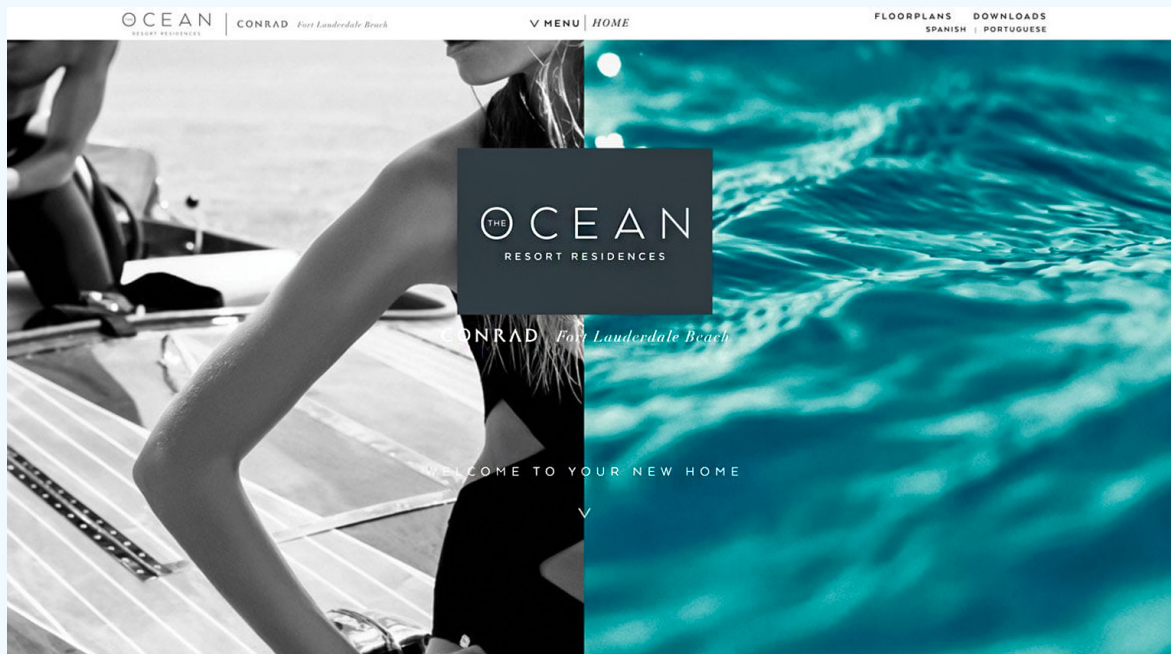 THE OCEAN
RESORT RESIDENCES
CONRAD Fort Lauderdale Beach
MENU | HOME
FLOORPLANS DOWNLOADS
SPANISH | PORTUGUESE
THE OCEAN
RESORT RESIDENCES
CONRAD Fort Lauderdale Beach
WELCOME TO YOUR NEW HOME